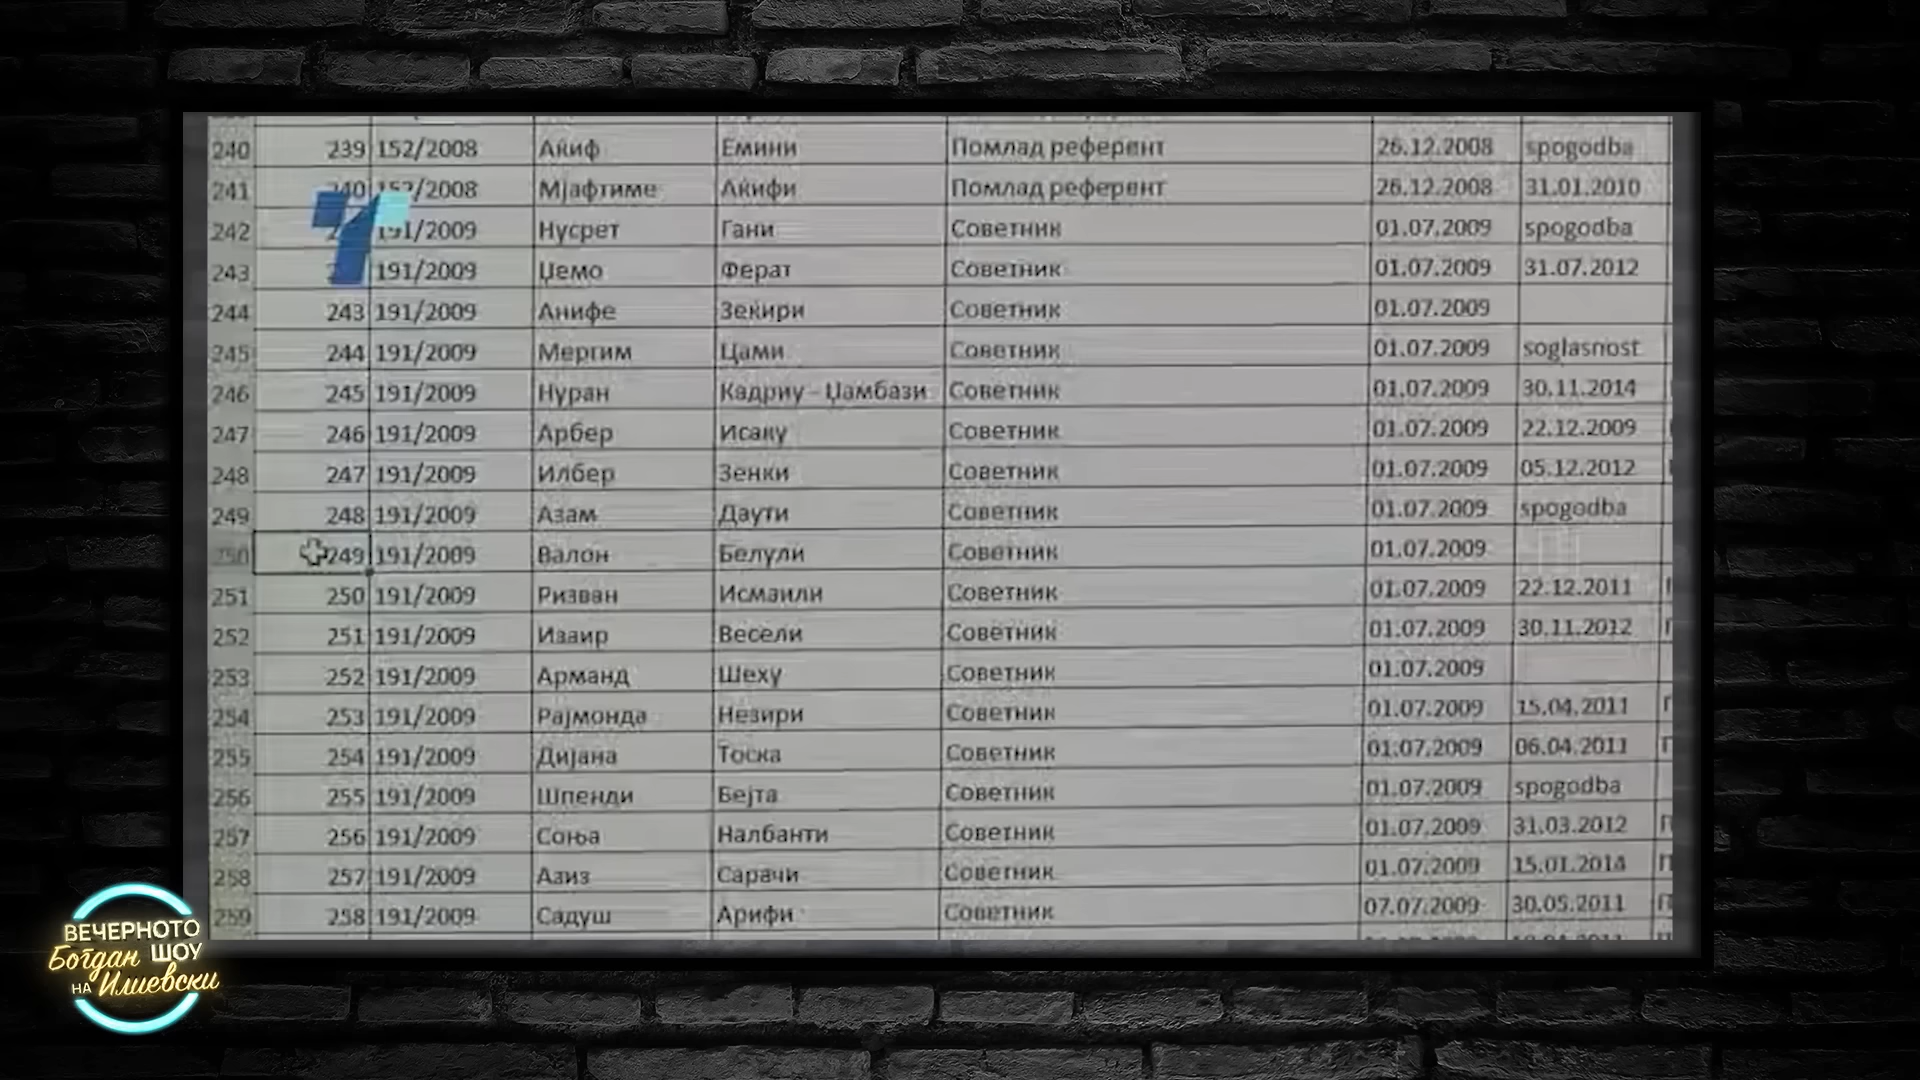 240 239 152/2008 Аќиф Емини Помлад референт 26.12.2008 spogodba
241 240 152/2008 Мјафтиме Аќифи Помлад референт 26.12.2008 31.01.2010
242 191/2009 Нусрет Гани Советник 01.07.2009 spogodba
243 191/2009 Џемо Ферат Советник 01.07.2009 31.07.2012
244 243 191/2009 Анифе Зеќири Советник 01.07.2009
245 244 191/2009 Мергим Цами Советник 01.07.2009 soglasnost
246 245 191/2009 Нуран Кадриу - Џамбази Советник 01.07.2009 30.11.2014
247 246 191/2009 Арбер Исаку Советник 01.07.2009 22.12.2009
248 247 191/2009 Илбер Зенки Советник 01.07.2009 05.12.2012
249 248 191/2009 Азам Даути Советник 01.07.2009 spogodba
250 249 191/2009 Валон Белули Советник 01.07.2009
251 250 191/2009 Ризван Исмаили Советник 01.07.2009 22.12.2011
252 251 191/2009 Изаир Весели Советник 01.07.2009 30.11.2012
253 252 191/2009 Арманд Шеху Советник 01.07.2009
254 253 191/2009 Рајмонда Незири Советник 01.07.2009 15.04.2011
255 254 191/2009 Дијана Тоска Советник 01.07.2009 06.04.2011
256 255 191/2009 Шпенди Бејта Советник 01.07.2009 spogodba
257 256 191/2009 Соња Налбанти Советник 01.07.2009 31.03.2012
258 257 191/2009 Азиз Сарачи Советник 01.07.2009 15.01.2014
259 258 191/2009 Садуш Арифи Советник 07.07.2009 30.05.2011
ВЕЧЕРНОТО
Богдан ШОУ
НА Илиевски